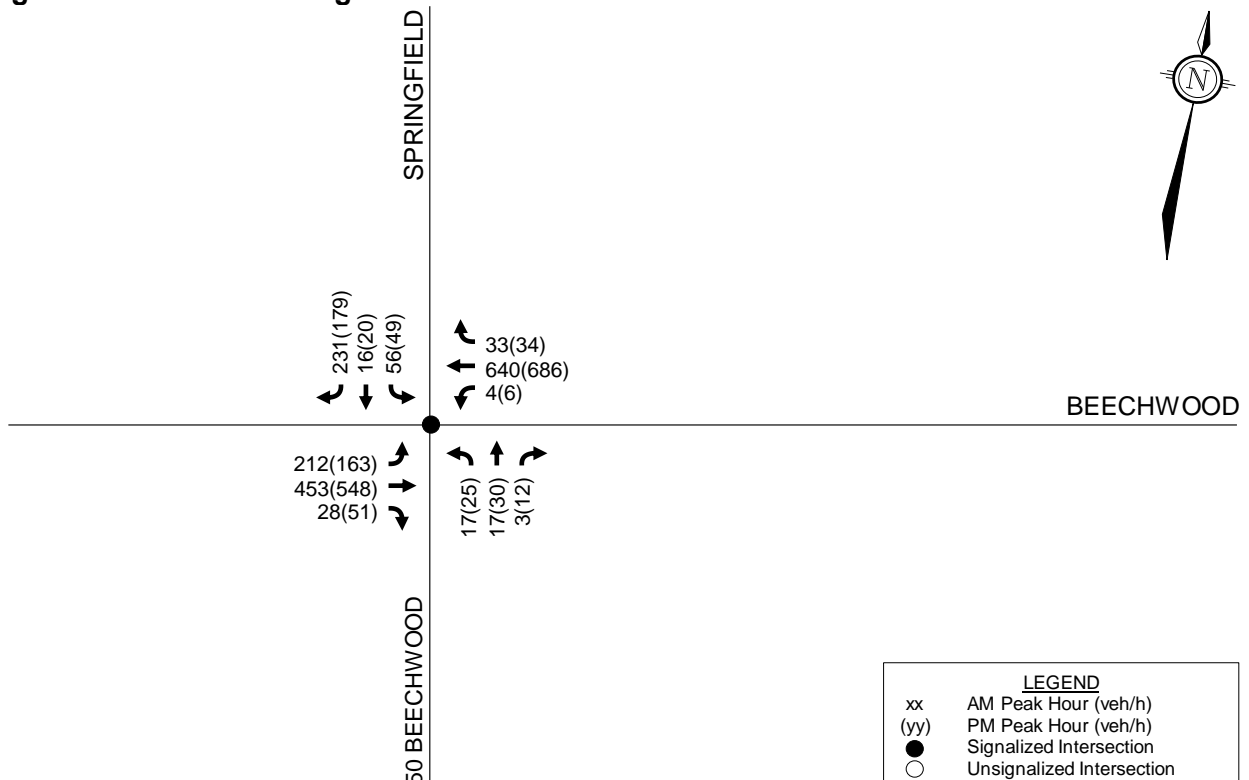 SPRINGFIELD
N
231(179)
16(20)
56(49)
33(34)
640(686)
4(6)
BEECHWOOD
212(163)
453(548)
28(51)
17(25)
17(30)
3(12)
BEECHWOOD
LEGEND
xx AM Peak Hour (veh/h)
(yy) PM Peak Hour (veh/h)
Signalized Intersection
Unsignalized Intersection